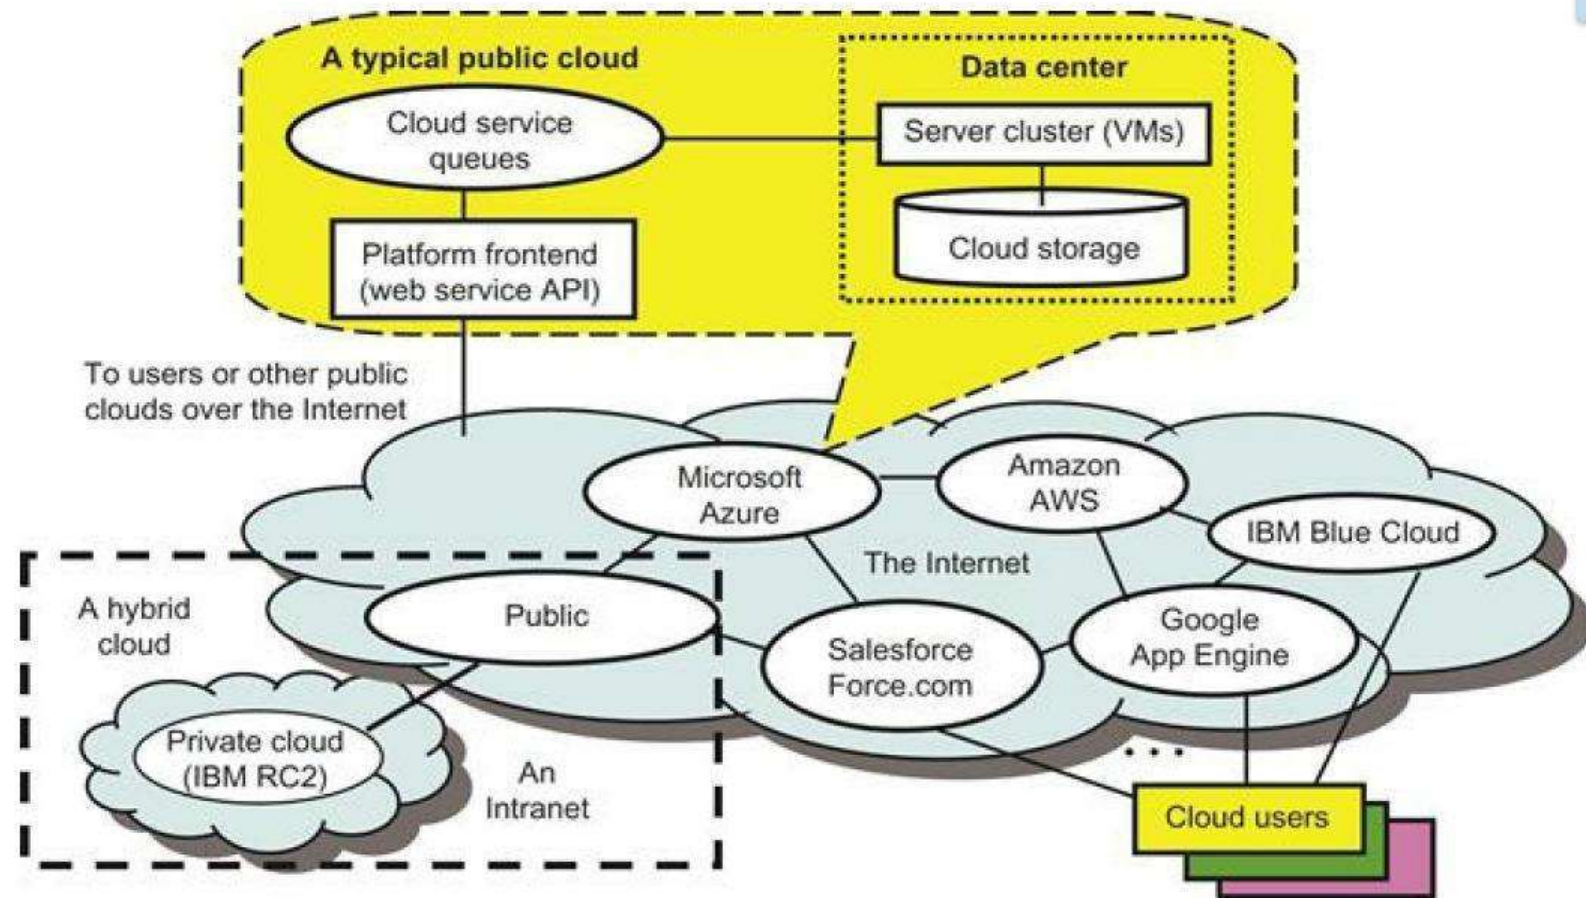 A typical public cloud
Data center
Cloud service
queues
Server cluster (VMs)
Platform frontend
(web service API)
Cloud storage
To users or other public
clouds over the Internet
Microsoft
Azure
Amazon
AWS
IBM Blue Cloud
The Internet
A hybrid
cloud
Public
Salesforce
Force.com
Google
App Engine
Private cloud
(IBM RC2)
An
Intranet
...
Cloud users